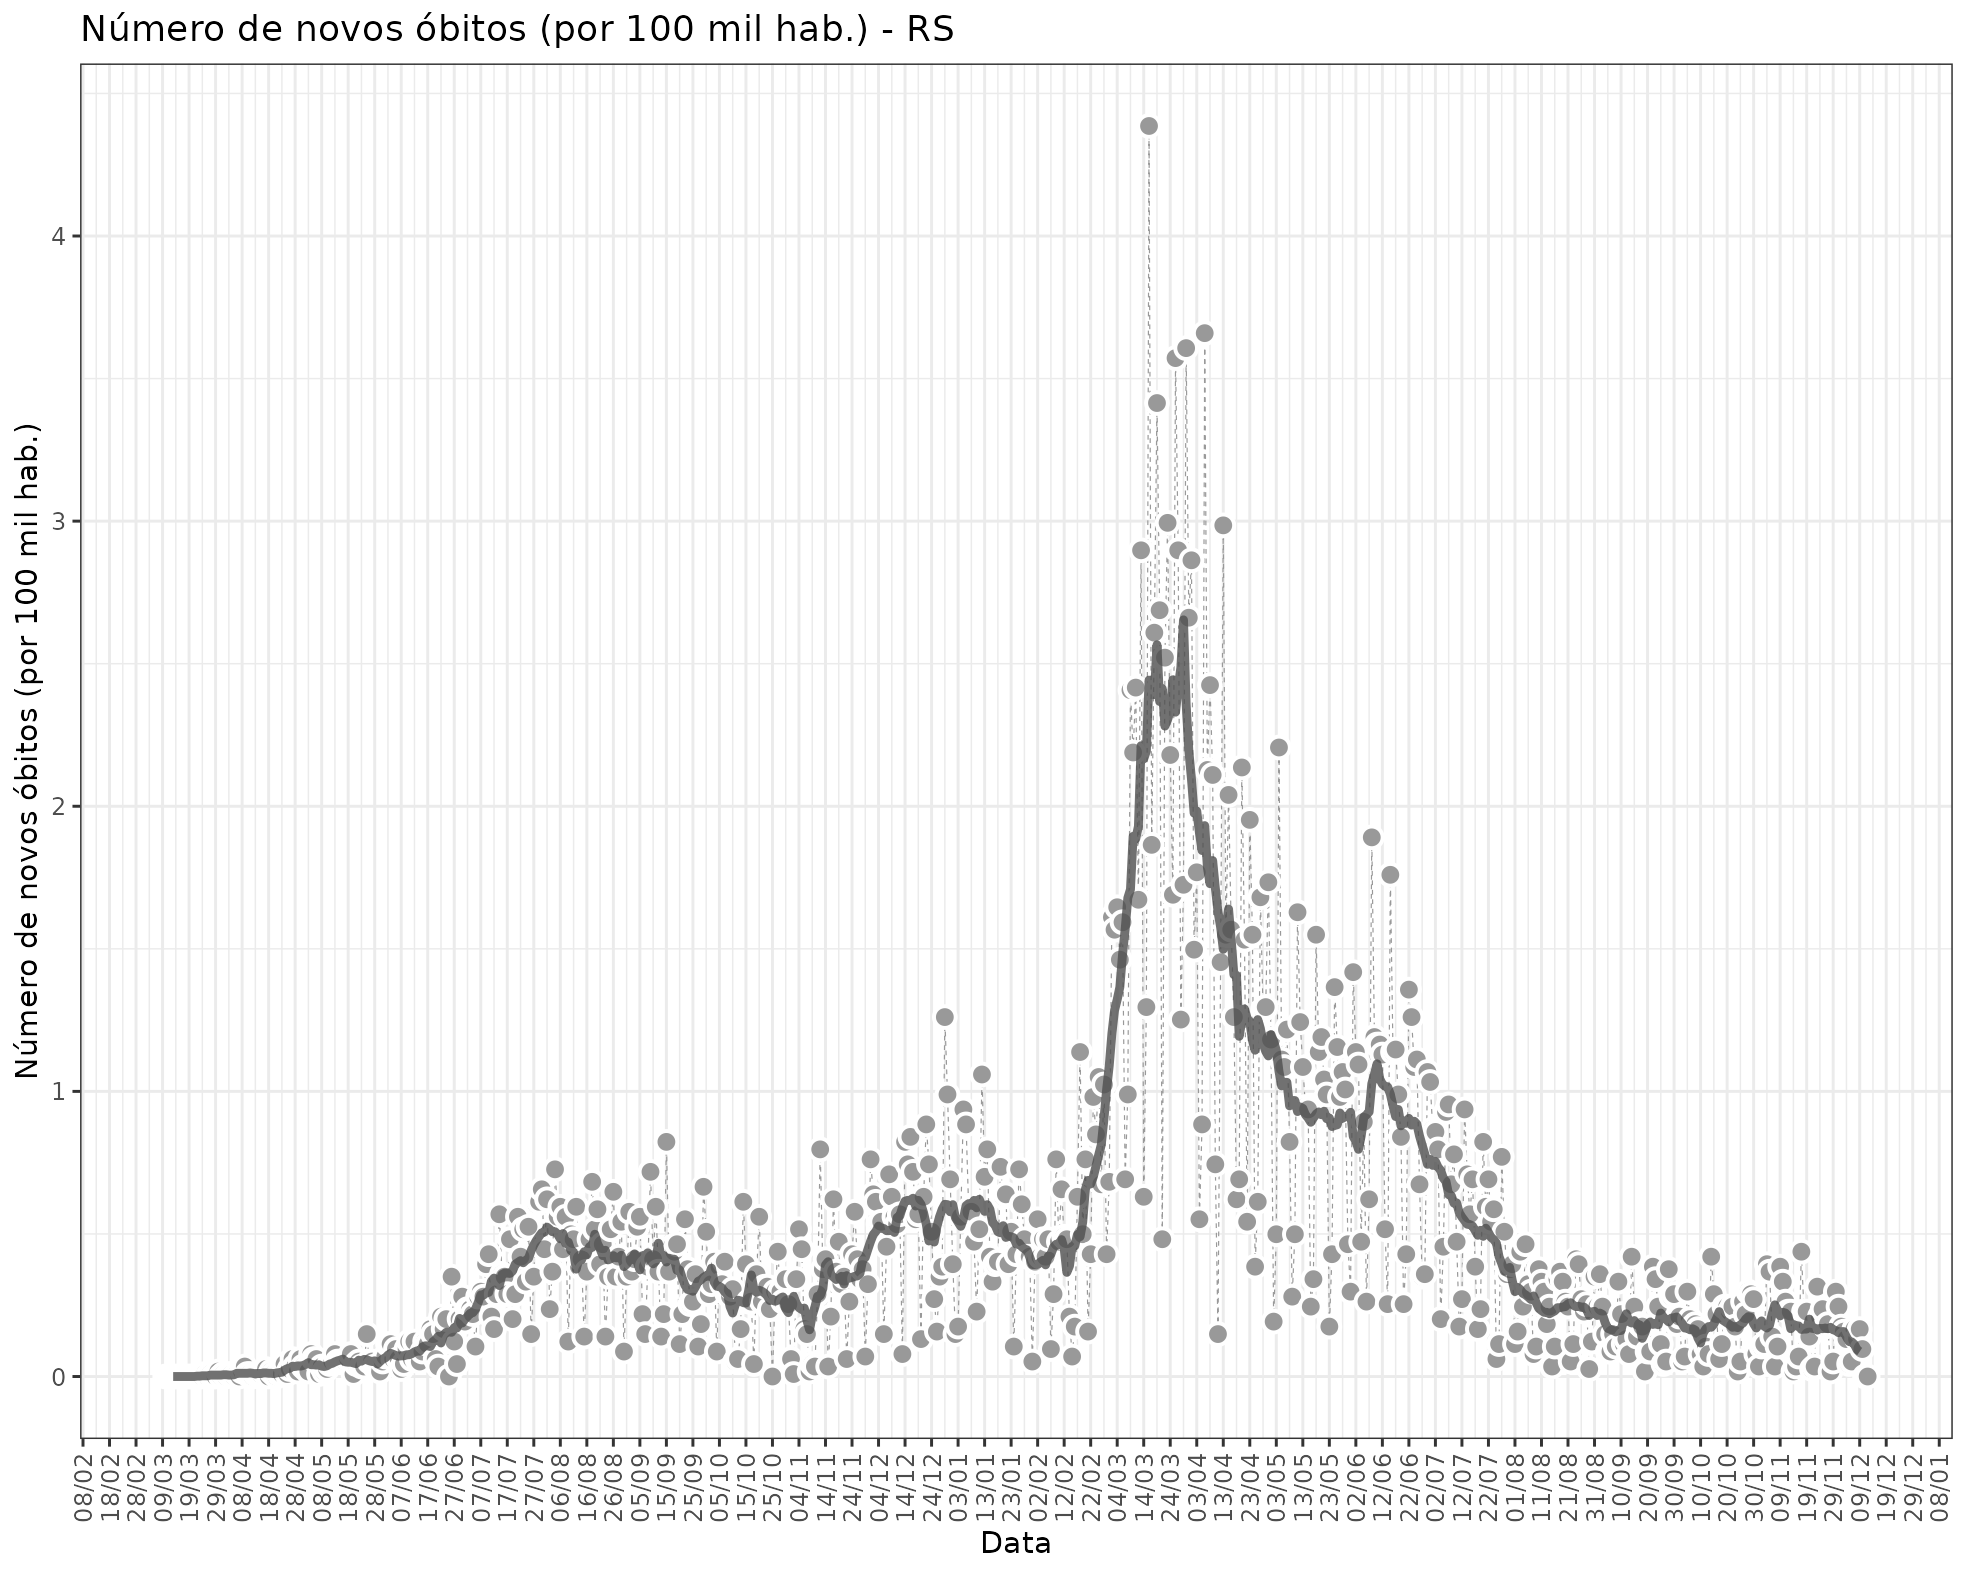 Número de novos óbitos (por 100 mil hab.) - RS
Número de novos óbitos (por 100 mil hab.)
4
3
2
1
0
08/02 18/02 28/02 09/03 19/03 29/03 08/04 18/04 28/04 08/05 18/05 28/05 07/06 17/06 27/06 07/07 17/07 27/07 06/08 16/08 26/08 05/09 15/09 25/09 05/10 15/10 25/10 04/11 14/11 24/11 04/12 14/12 24/12 03/01 13/01 23/01 02/02 12/02 22/02 04/03 14/03 24/03 03/04 13/04 23/04 03/05 13/05 23/05 02/06 12/06 22/06 02/07 12/07 22/07 01/08 11/08 21/08 31/08 10/09 20/09 30/09 10/10 20/10 30/10 09/11 19/11 29/11 09/12 19/12 29/12 08/01
Data